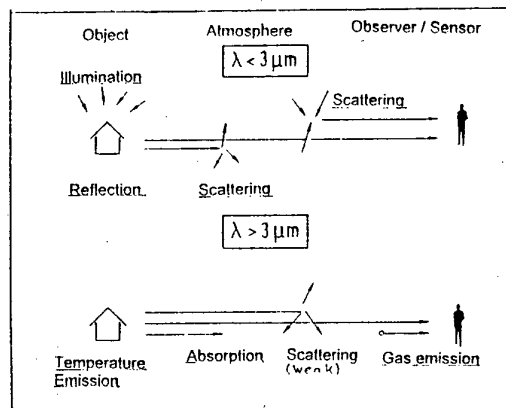 Object Atmosphere Observer / Sensor
Illumination
λ < 3 μm
Scattering
Reflection Scattering
λ > 3 μm
Temperature Emission
Absorption
Scattering (weak)
Gas emission